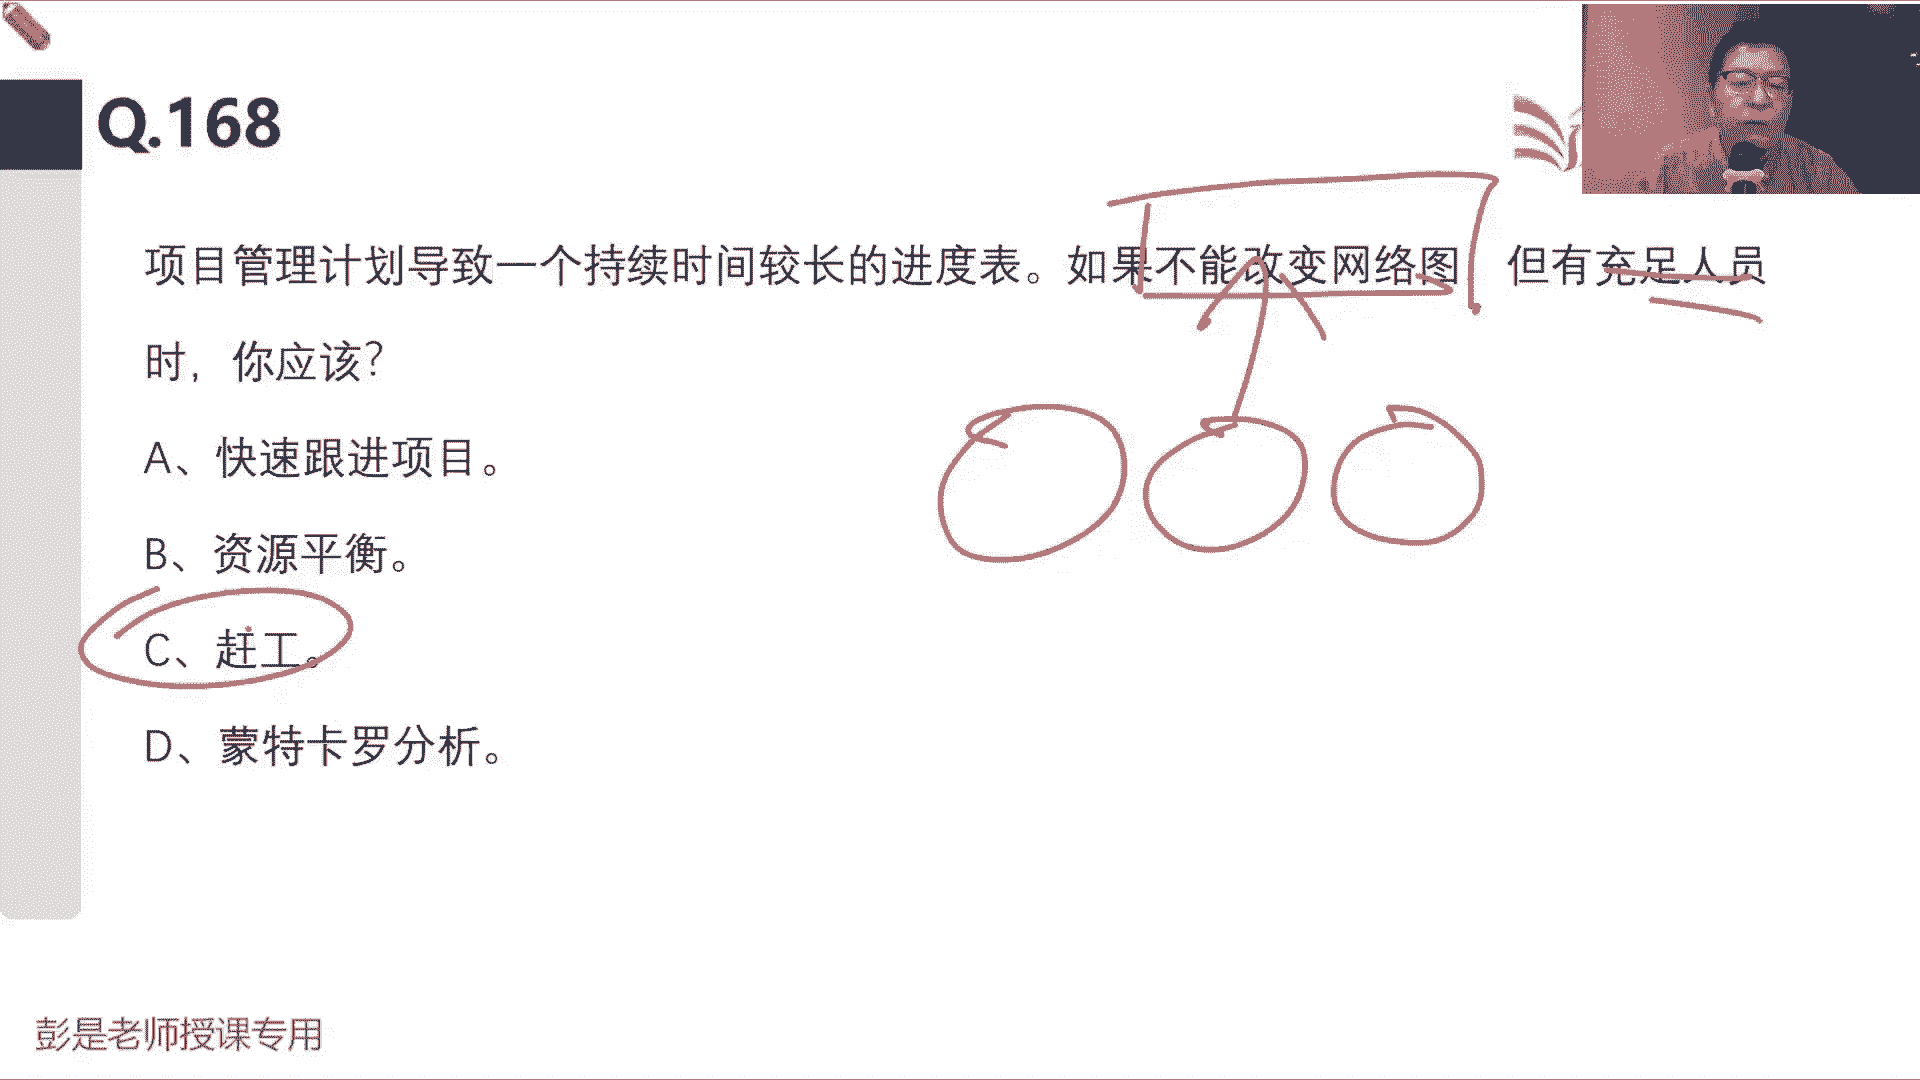 Q.168
项目管理计划导致一个持续时间较长的进度表。如果不能改变网络图 但有充足人员
时，你应该？
A、快速跟进项目。
B、资源平衡。
C、赶工。
D、蒙特卡罗分析。
彭是老师授课专用